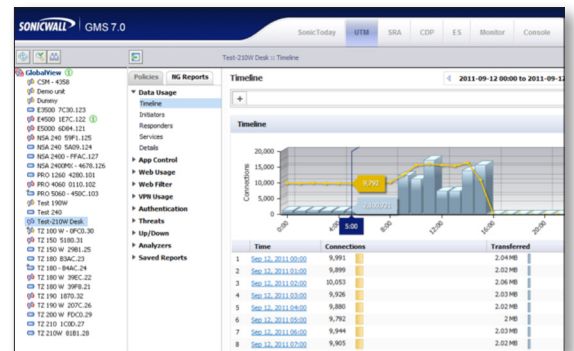 SONICWALL GMS 7.0
SonicToday UTM SRA CDP ES Monitor Console
Test-210W Desk :: Timeline
GlobalView
CSM - 4358
Demo unit
Dummy
E3500 7C30.123
E4500 1E7C.122
E5000 6D84.121
NSA 240 59F1.125
NSA 240 5A09.124
NSA 2400 - FFAC.127
NSA 2400MX - 4678.126
PRO 1260 4280.101
PRO 4060 0110.102
PRO 5060 - 450C.103
Test 190W
Test 240
Test-210W Desk
TZ 100 W - 0FC0.30
TZ 150 5180.31
TZ 150 W 2981.25
TZ 180 83AC.23
TZ 180 - 84AC.24
TZ 180 W 39EC.22
TZ 180 W 39F8.21
TZ 190 1870.32
TZ 190 W 207C.26
TZ 200 W FDC0.29
TZ 210 1C0D.27
TZ 210W 8181.28
Policies NG Reports
Data Usage
Timeline
Initiators
Responders
Services
Details
App Control
Web Usage
Web Filter
VPN Usage
Authentication
Threats
Up/Down
Analyzers
Saved Reports
Timeline 2011-09-12 00:00 to 2011-09-12
+
Timeline
Connections
20,000
15,000
10,000
5,000
0
9,792
0:00 4:00 5:00 8:00 12:00 16:00 20:00
Time Connections Transferred
1 Sep 12, 2011 00:00 9,991 2.04 MB
2 Sep 12, 2011 01:00 9,899 2.02 MB
3 Sep 12, 2011 02:00 10,053 2.06 MB
4 Sep 12, 2011 03:00 9,926 2.03 MB
5 Sep 12, 2011 04:00 9,880 2.02 MB
6 Sep 12, 2011 05:00 9,792 2 MB
7 Sep 12, 2011 06:00 9,944 2.03 MB
8 Sep 12, 2011 07:00 9,905 2.02 MB